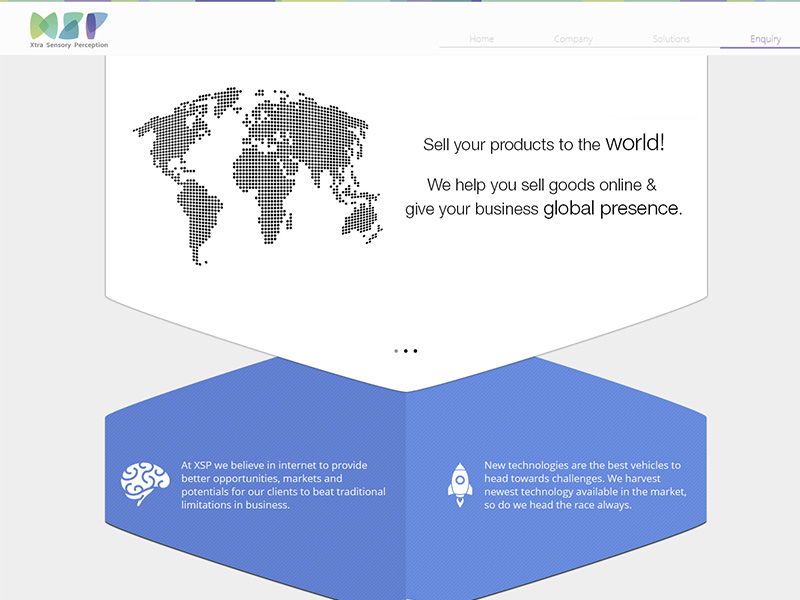 XSP
Xtra Sensory Perception
Home
Company
Solutions
Enquiry
Sell your products to the world!
We help you sell goods online &
give your business global presence.
At XSP we believe in internet to provide
better opportunities, markets and
potentials for our clients to beat traditional
limitations in business.
New technologies are the best vehicles to
head towards challenges. We harvest
newest technology available in the market,
so do we head the race always.